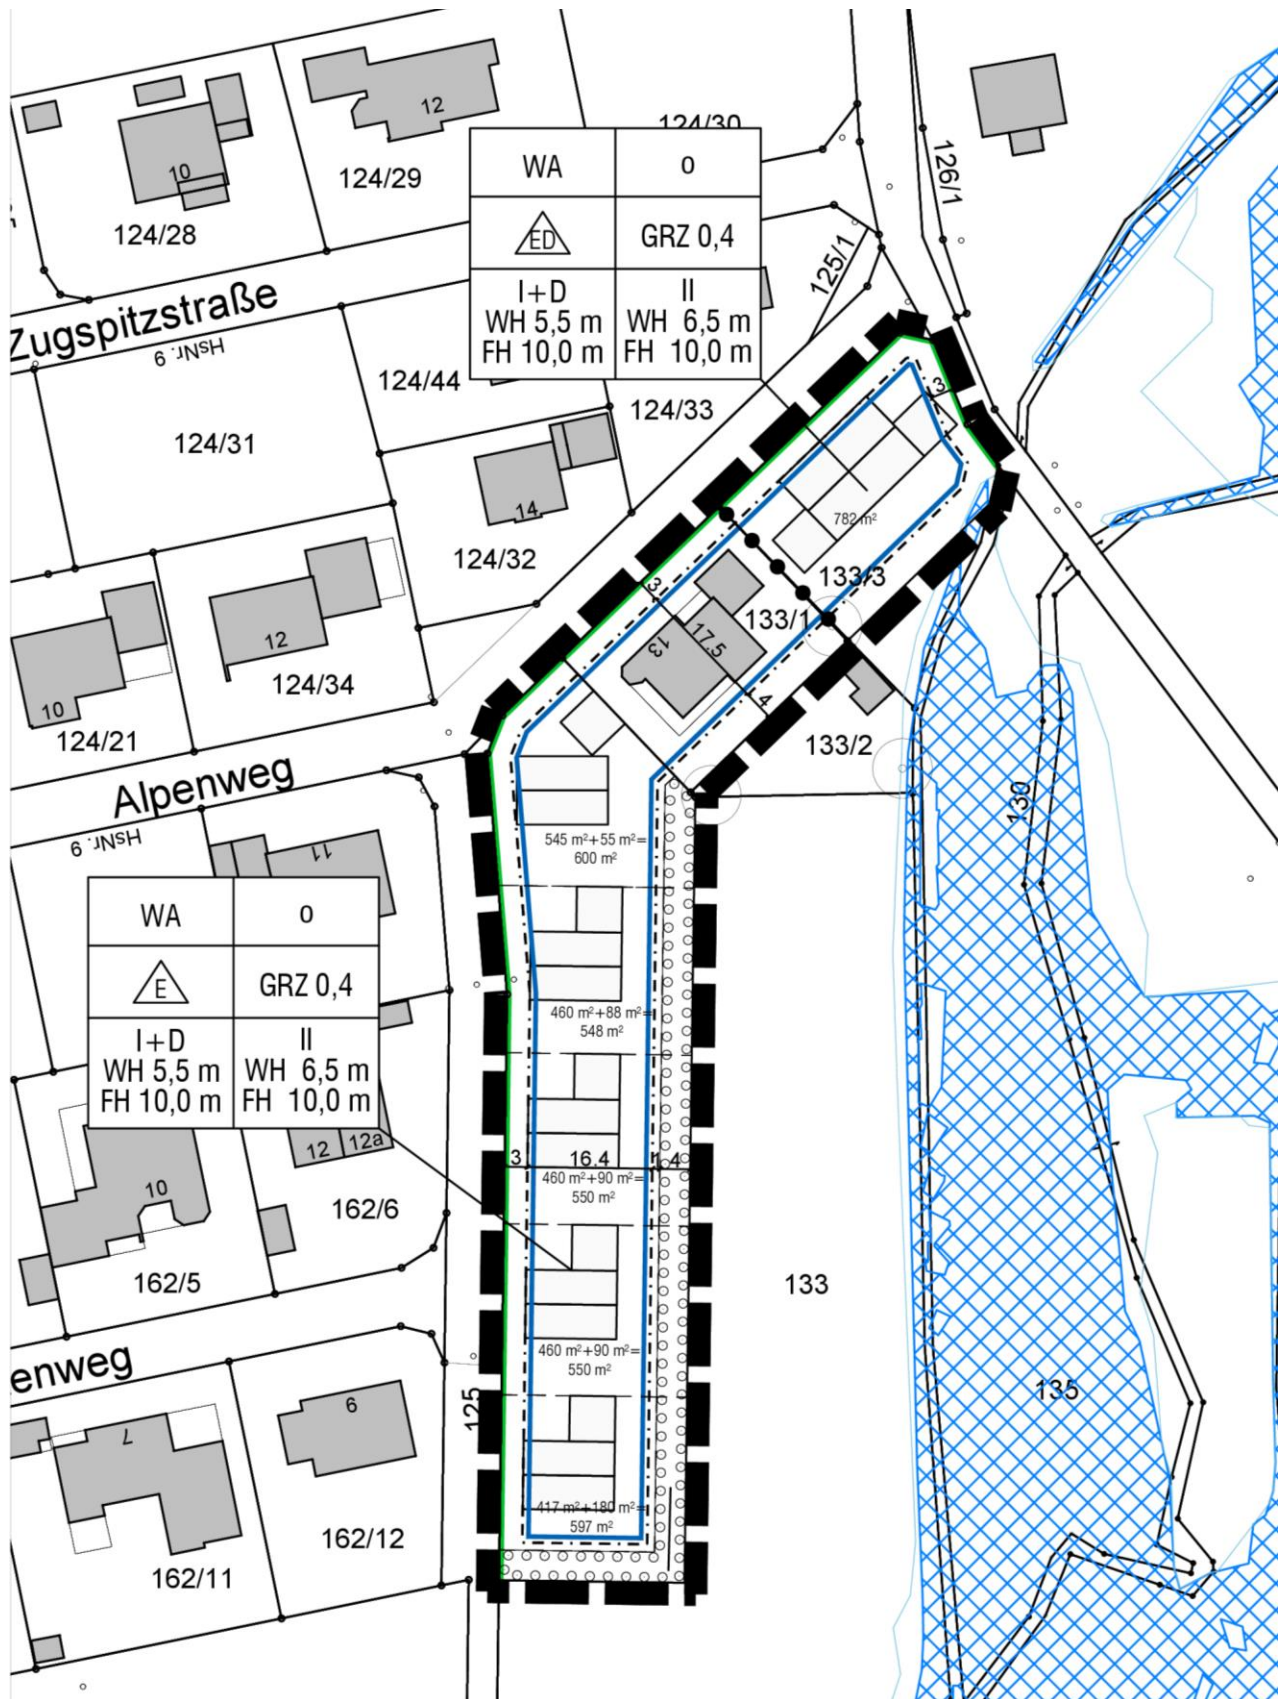 124/30
12
10
124/29
124/28
126/1
WA
o
ED
GRZ 0,4
I+D
WH 5,5 m
FH 10,0 m
II
WH 6,5 m
FH 10,0 m
125/1
Zugspitzstraße
HsNr. 9
124/44
124/33
124/31
3
14
782 m²
124/32
133/3
3
133/1
17.5
13
12
124/34
10
124/21
4
133/2
Alpenweg
HsNr. 9
11
130
545 m²+55 m²=
600 m²
WA
o
E
GRZ 0,4
I+D
WH 5,5 m
FH 10,0 m
II
WH 6,5 m
FH 10,0 m
460 m²+88 m²=
548 m²
12
12a
3
16.4
4
460 m²+90 m²=
550 m²
10
162/6
162/5
133
460 m²+90 m²=
550 m²
enweg
135
125
6
7
417 m²+180 m²=
597 m²
162/12
162/11